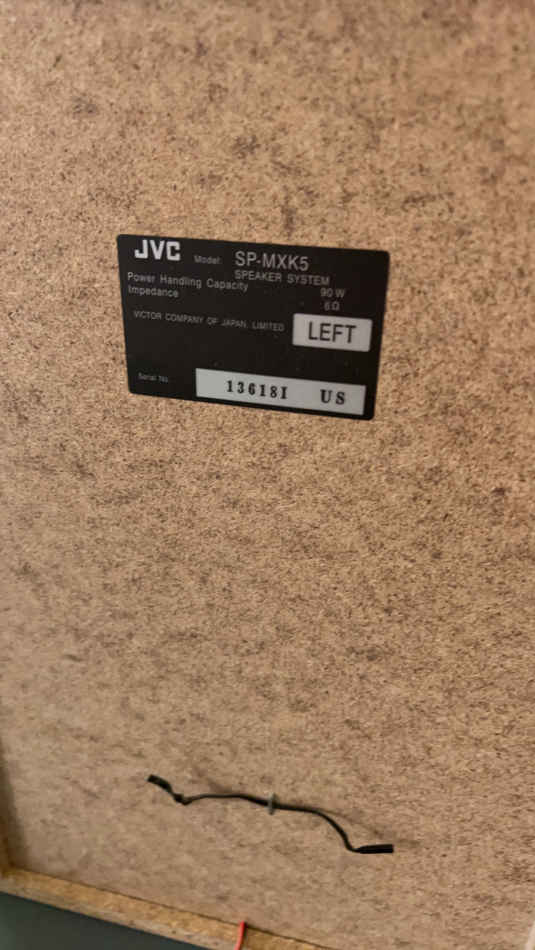 JVC Model: SP-MXK5
SPEAKER SYSTEM
Power Handling Capacity 90 W
Impedance 6 Ω
VICTOR COMPANY OF JAPAN, LIMITED
LEFT
Serial No. 13618I US